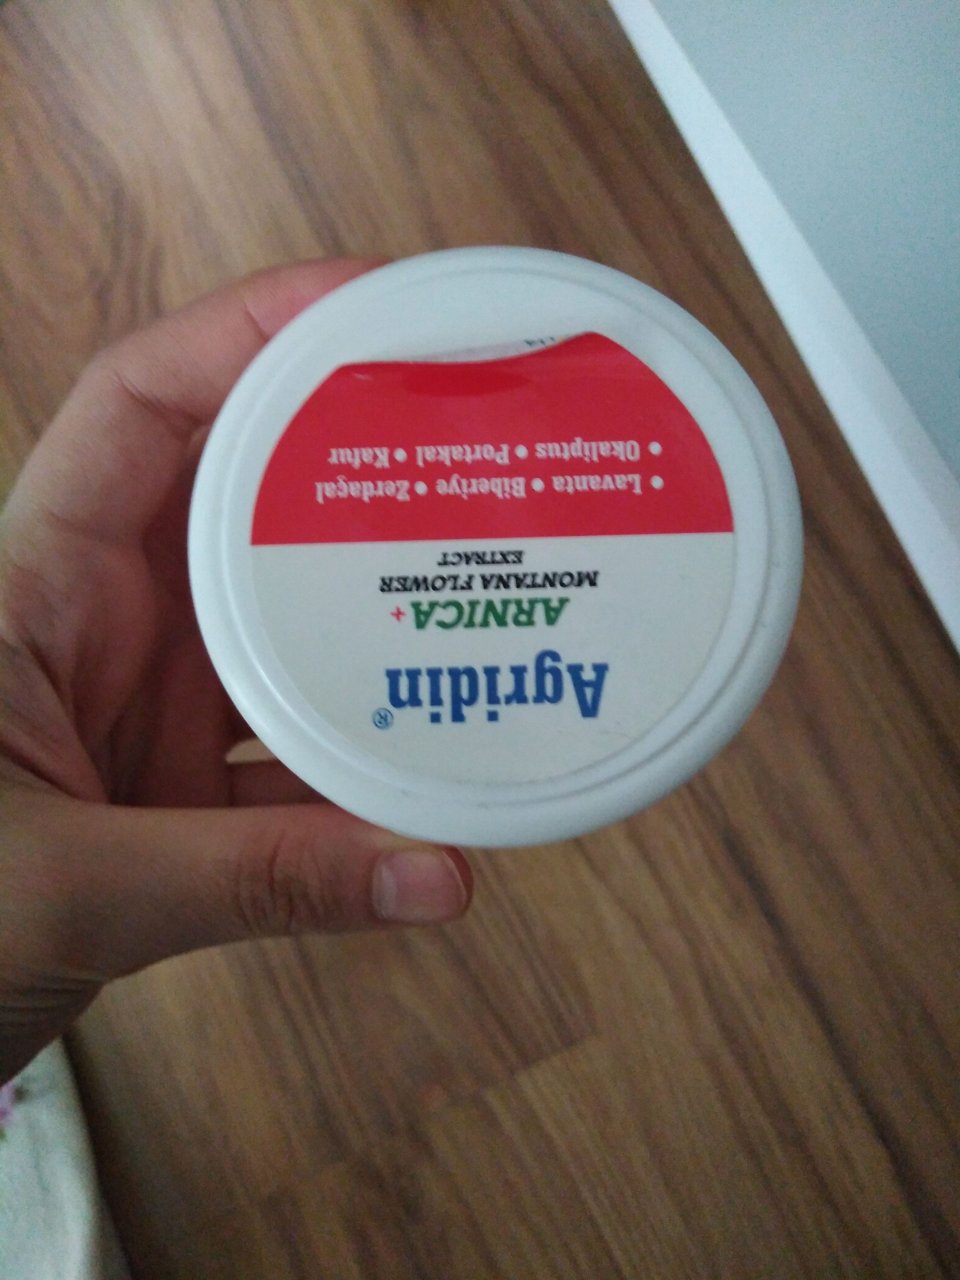 Agridin®
ARNICA+
MONTANA FLOWER
EXTRACT
• Lavanta • Biberiye • Zerdaçal
• Okaliptus • Portakal • Kafur